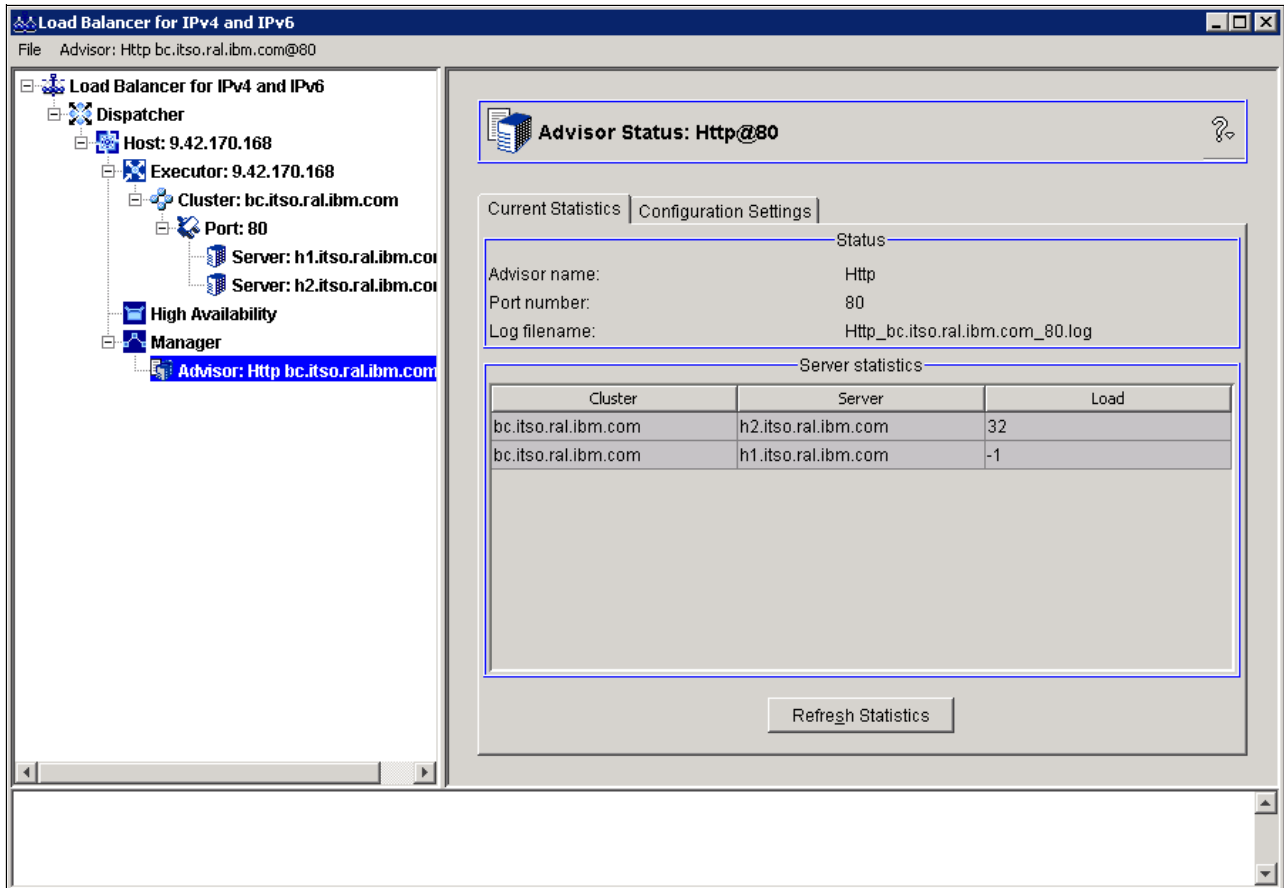 Load Balancer for IPv4 and IPv6
File Advisor: Http bc.itso.ral.ibm.com@80
Load Balancer for IPv4 and IPv6
Dispatcher
Host: 9.42.170.168
Executor: 9.42.170.168
Cluster: bc.itso.ral.ibm.com
Port: 80
Server: h1.itso.ral.ibm.co
Server: h2.itso.ral.ibm.co
High Availability
Manager
Advisor: Http bc.itso.ral.ibm.com
Advisor Status: Http@80
Current Statistics Configuration Settings
Status
Advisor name: Http
Port number: 80
Log filename: Http_bc.itso.ral.ibm.com_80.log
Server statistics
Cluster Server Load
bc.itso.ral.ibm.com h2.itso.ral.ibm.com 32
bc.itso.ral.ibm.com h1.itso.ral.ibm.com -1
Refresh Statistics